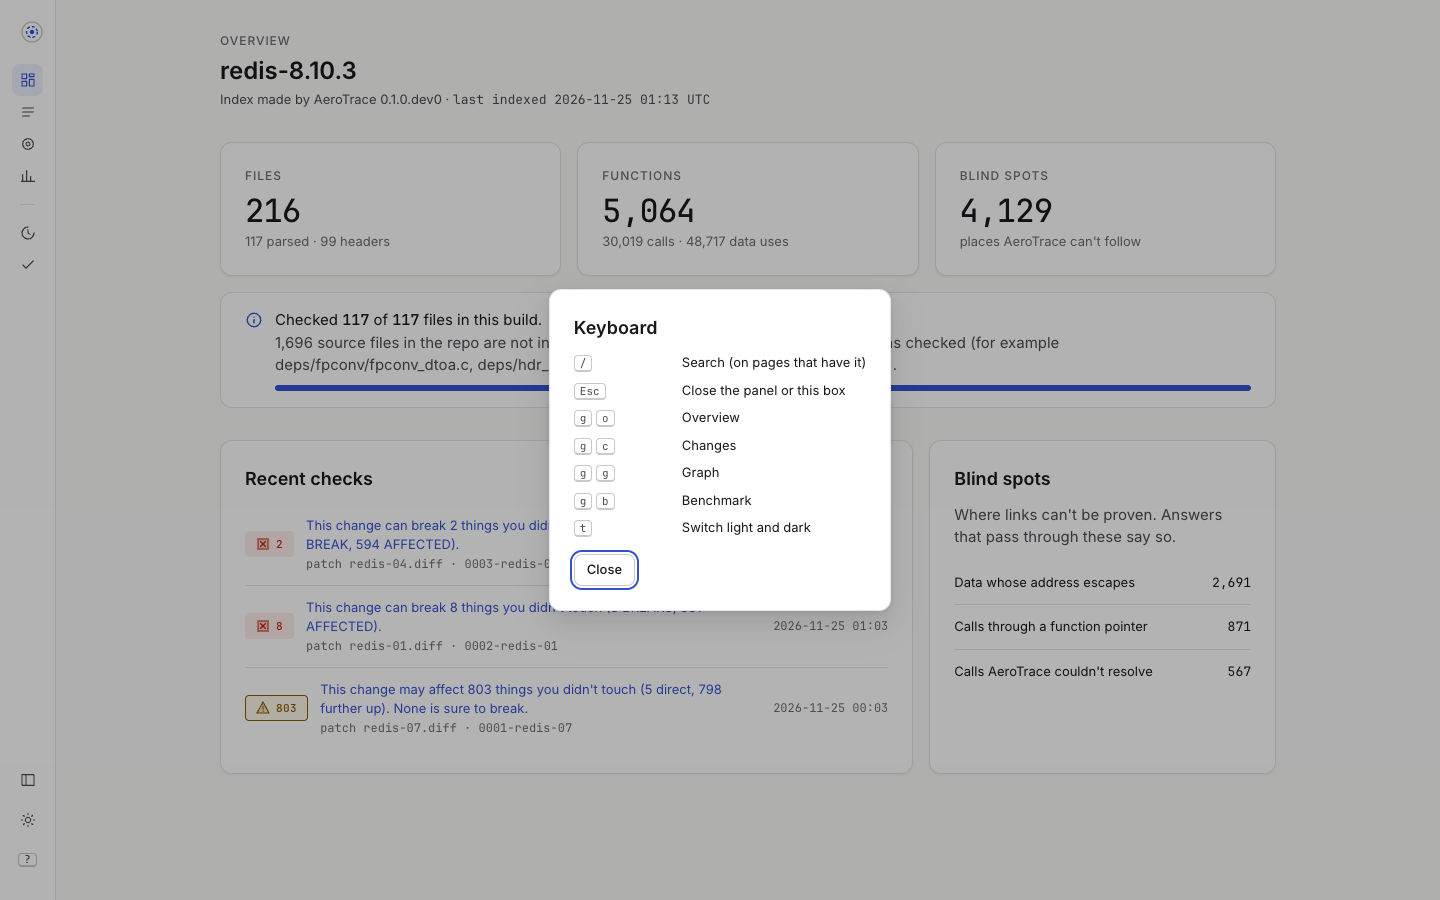 OVERVIEW
redis-8.10.3
Index made by AeroTrace 0.1.0.dev0 · last indexed 2026-11-25 01:13 UTC
FILES
216
117 parsed · 99 headers
FUNCTIONS
5,064
30,019 calls · 48,717 data uses
BLIND SPOTS
4,129
places AeroTrace can't follow
Checked 117 of 117 files in this build.
1,696 source files in the repo are not in
s checked (for example
deps/fpconv/fpconv_dtoa.c, deps/hdr_
.
Keyboard
/ Search (on pages that have it)
Esc Close the panel or this box
g o Overview
g c Changes
g g Graph
g b Benchmark
t Switch light and dark
Close
Recent checks
2
This change can break 2 things you did
BREAK, 594 AFFECTED).
patch redis-04.diff · 0003-redis-0
8
This change can break 8 things you didn
AFFECTED).
patch redis-01.diff · 0002-redis-01
2026-11-25 01:03
803
This change may affect 803 things you didn't touch (5 direct, 798
further up). None is sure to break.
patch redis-07.diff · 0001-redis-07
2026-11-25 00:03
Blind spots
Where links can't be proven. Answers
that pass through these say so.
Data whose address escapes 2,691
Calls through a function pointer 871
Calls AeroTrace couldn't resolve 567
?